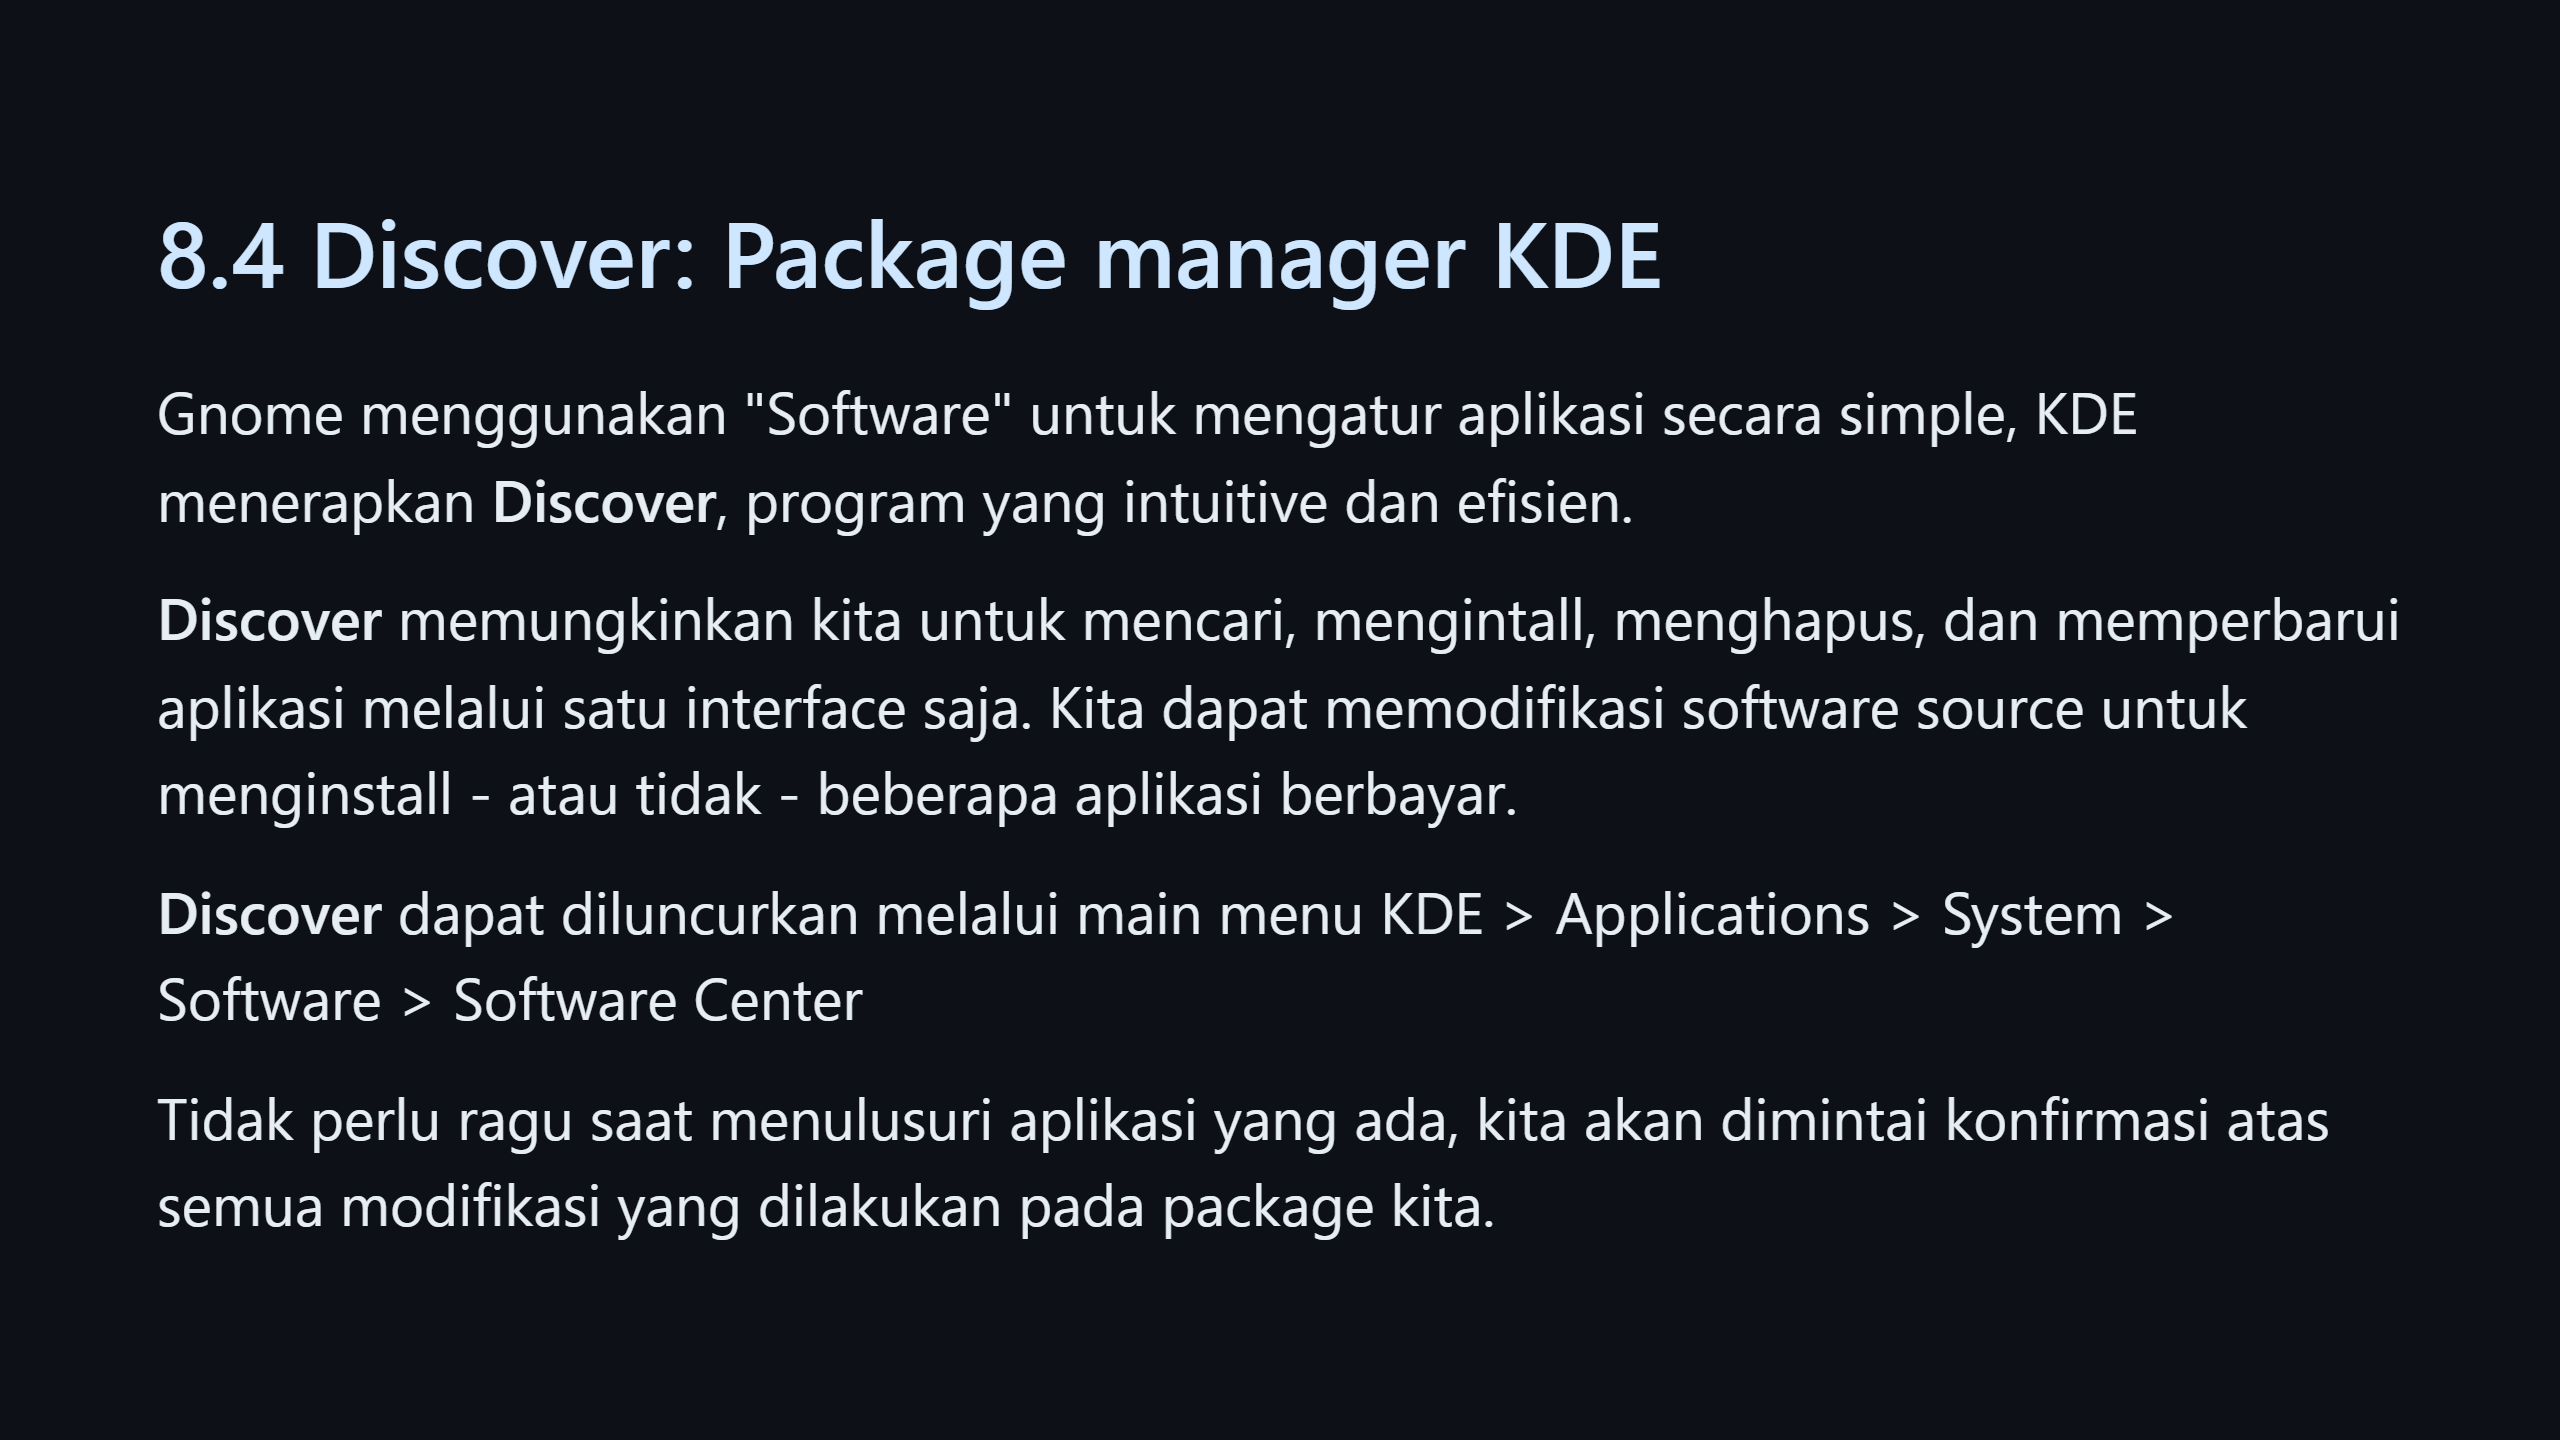 8.4 Discover: Package manager KDE
Gnome menggunakan "Software" untuk mengatur aplikasi secara simple, KDE
menerapkan Discover, program yang intuitive dan efisien.
Discover memungkinkan kita untuk mencari, mengintall, menghapus, dan memperbarui
aplikasi melalui satu interface saja. Kita dapat memodifikasi software source untuk
menginstall - atau tidak - beberapa aplikasi berbayar.
Discover dapat diluncurkan melalui main menu KDE > Applications > System >
Software > Software Center
Tidak perlu ragu saat menulusuri aplikasi yang ada, kita akan dimintai konfirmasi atas
semua modifikasi yang dilakukan pada package kita.